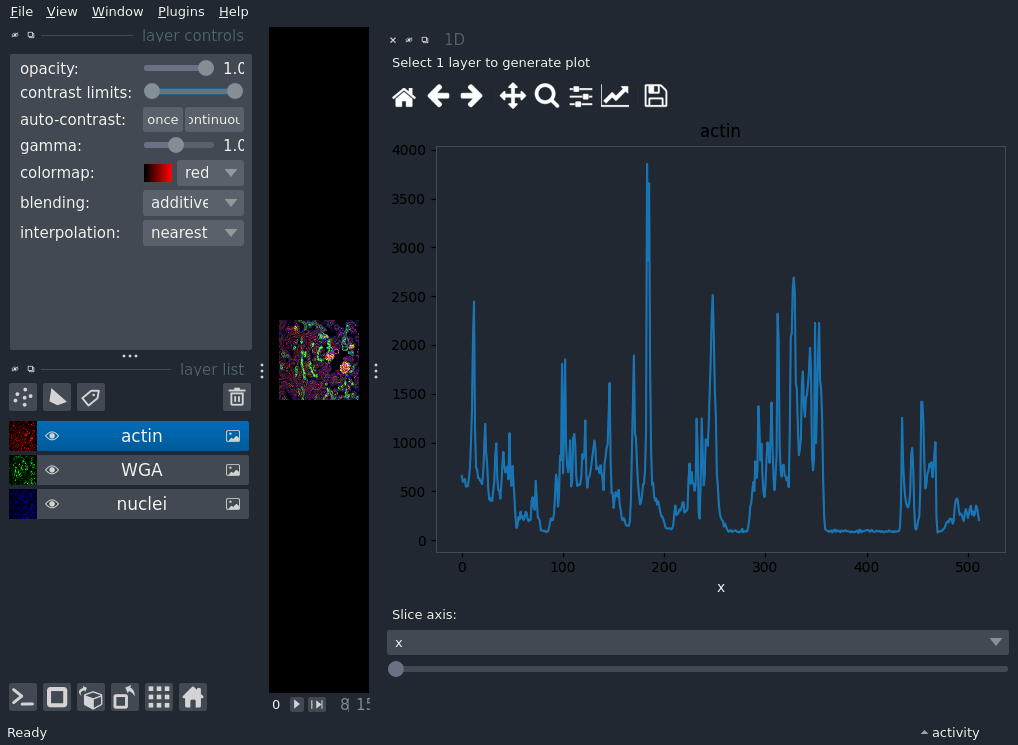 File View Window Plugins Help
layer controls
opacity: 1.0
contrast limits:
auto-contrast: once ontinuou
gamma: 1.0
colormap: red
blending: additive
interpolation: nearest
layer list
actin
WGA
nuclei
0 8 15
Ready
1D
Select 1 layer to generate plot
actin
4000
3500
3000
2500
2000
1500
1000
500
0
0 100 200 300 400 500
x
Slice axis:
x
activity